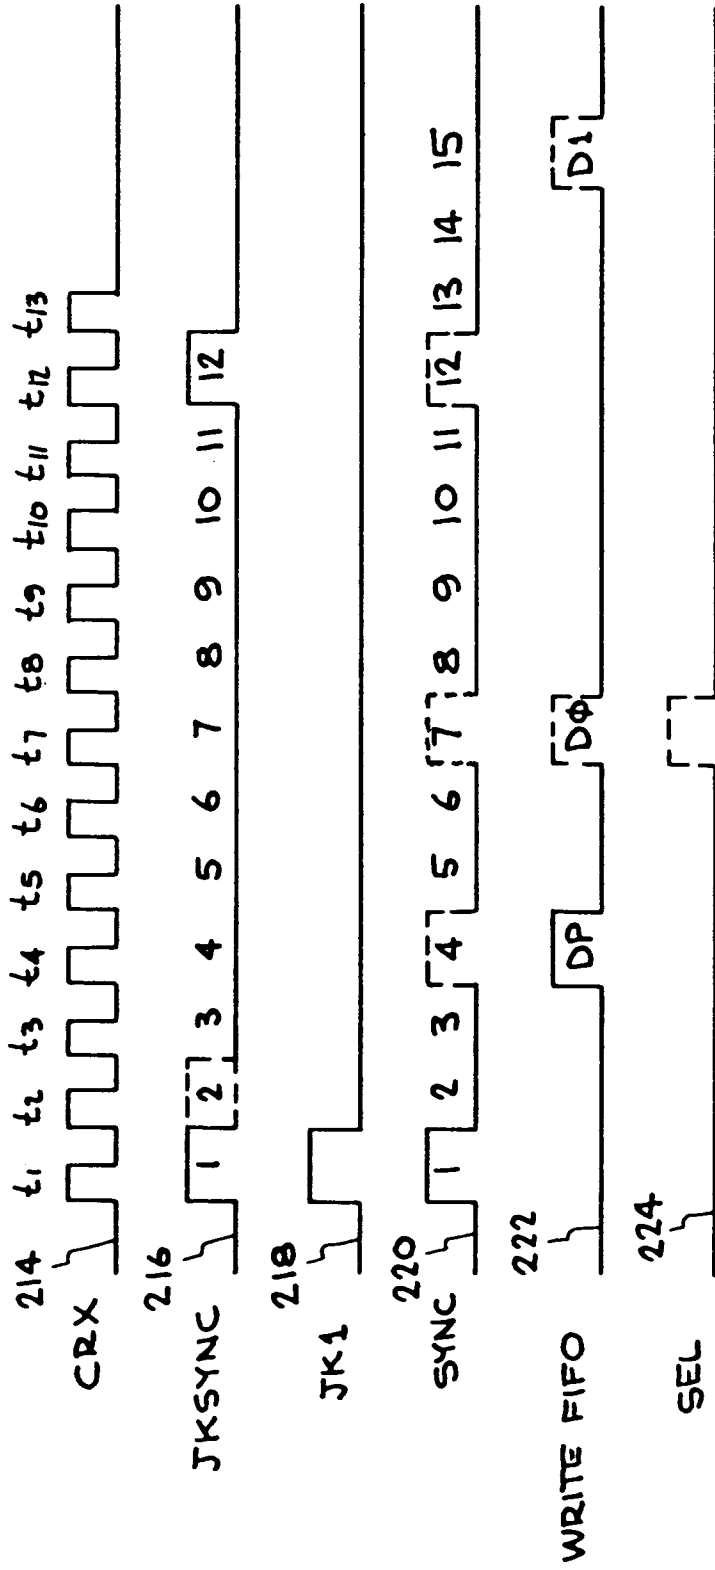 t1 t2 t3 t4 t5 t6 t7 t8 t9 t10 t11 t12 t13
214
CRX
216
JKSYNC 1 2 3 4 5 6 7 8 9 10 11 12
218
JK1
220
SYNC 1 2 3 4 5 6 7 8 9 10 11 12 13 14 15
222
WRITE FIFO DP DΦ D1
224
SEL